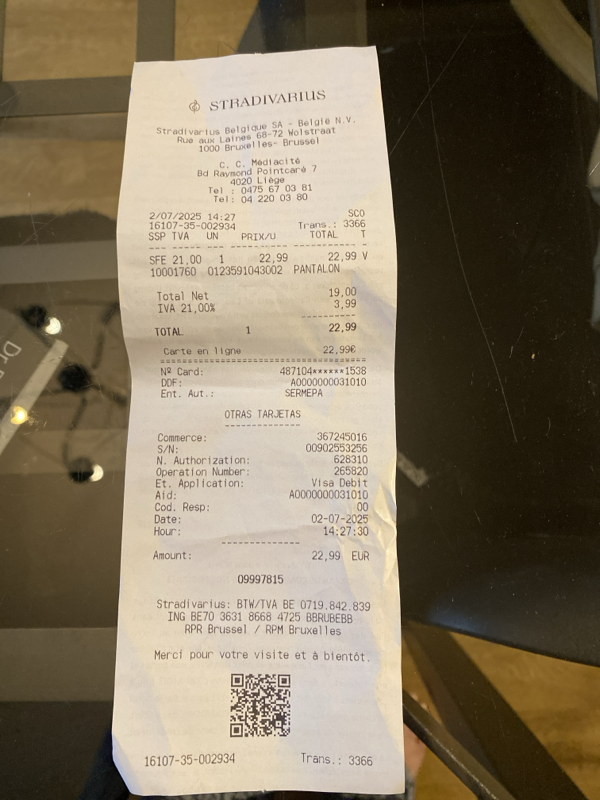 STRADIVARIUS
Stradivarius Belgique SA - België N.V.
Rue aux Laines 68-72 Wolstraat
1000 Bruxelles- Brussel
C. C. Médiacité
Bd Raymond Pointcaré 7
4020 Liège
Tel : 0475 67 03 81
Tel: 04 220 03 80
2/07/2025 14:27 SCO
16107-35-002934 Trans.: 3366
SSP TVA UN PRIX/U TOTAL T
SFE 21,00 1 22,99 22,99 V
10001760 0123591043002 PANTALON
Total Net 19,00
IVA 21,00% 3,99
TOTAL 1 22,99
Carte en ligne 22,99€
Nº Card: 487104******1538
DDF: A0000000031010
Ent. Aut.: SERMEPA
OTRAS TARJETAS
Commerce: 367245016
S/N: 00902553256
N. Authorization: 628310
Operation Number: 265820
Et. Application: Visa Debit
Aid: A0000000031010
Cod. Resp: 00
Date: 02-07-2025
Hour: 14:27:30
Amount: 22,99 EUR
09997815
Stradivarius: BTW/TVA BE 0719.842.839
ING BE70 3631 8668 4725 BBRUBEBB
RPR Brussel / RPM Bruxelles
Merci pour votre visite et à bientôt.
16107-35-002934 Trans.: 3366